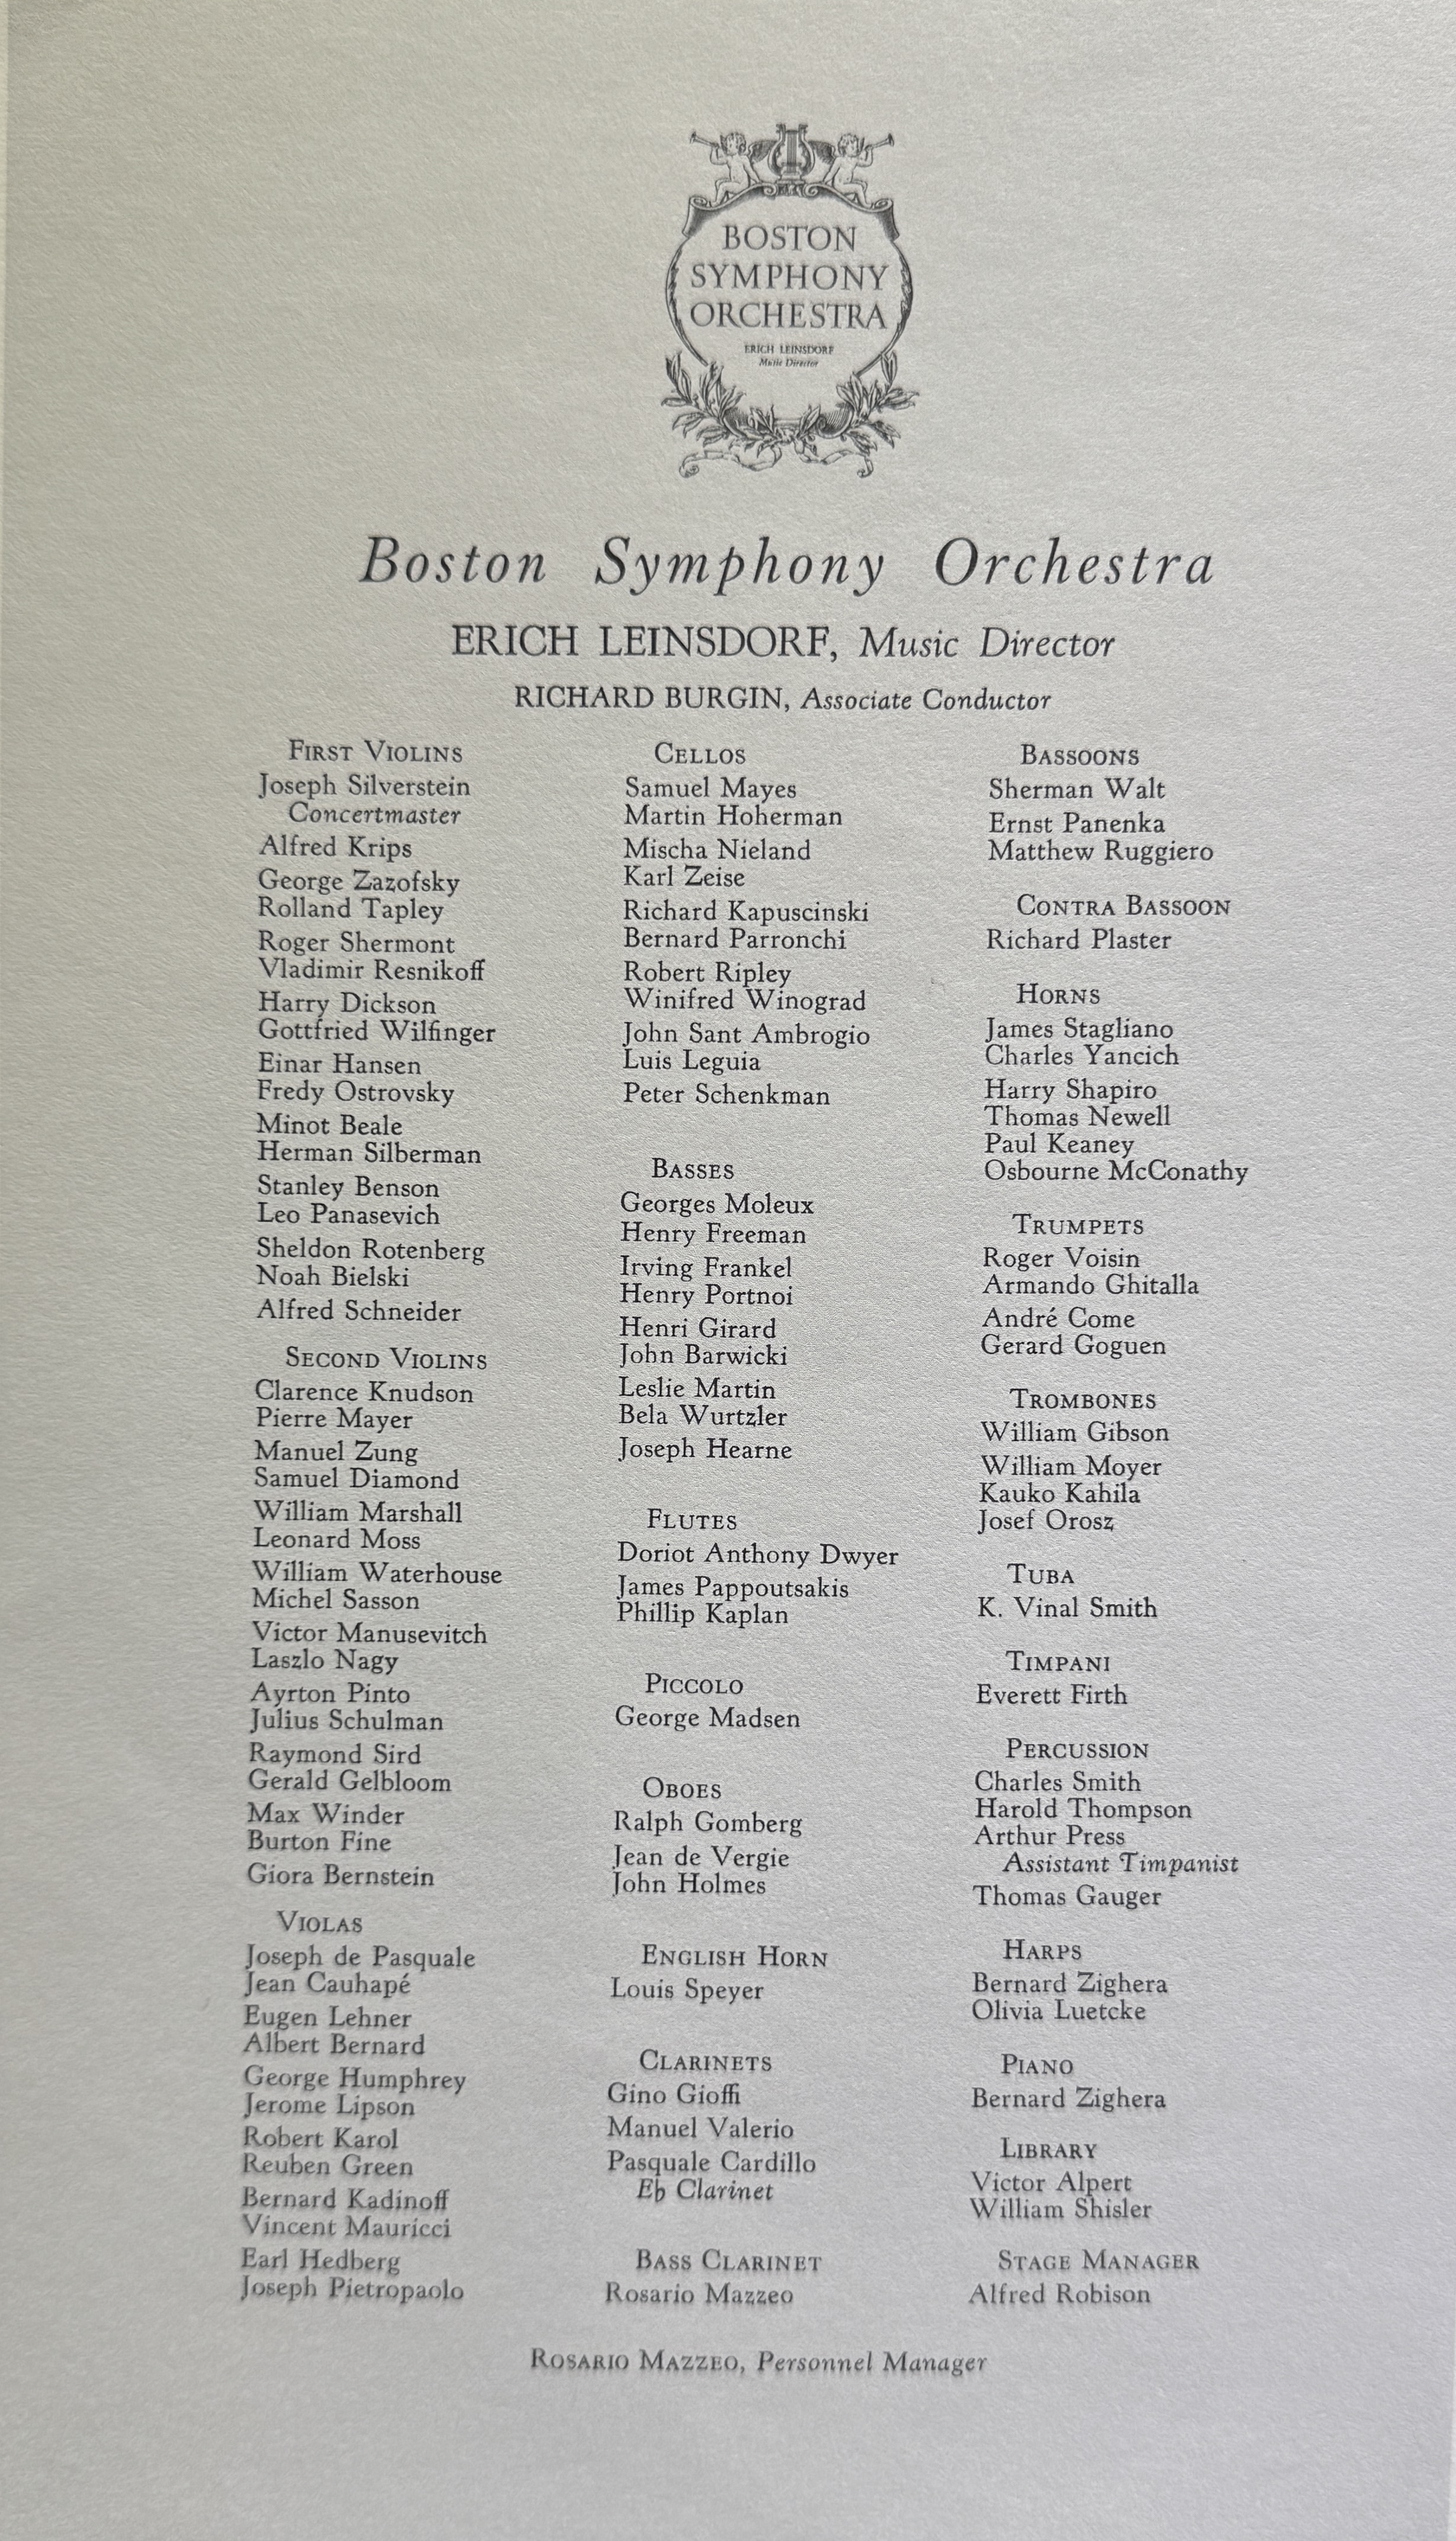 BOSTON
SYMPHONY
ORCHESTRA
ERICH LEINSDORF
Music Director
Boston Symphony Orchestra
ERICH LEINSDORF, Music Director
RICHARD BURGIN, Associate Conductor
FIRST VIOLINS
Joseph Silverstein
Concertmaster
Alfred Krips
George Zazofsky
Rolland Tapley
Roger Shermont
Vladimir Resnikoff
Harry Dickson
Gottfried Wilfinger
Einar Hansen
Fredy Ostrovsky
Minot Beale
Herman Silberman
Stanley Benson
Leo Panasevich
Sheldon Rotenberg
Noah Bielski
Alfred Schneider
SECOND VIOLINS
Clarence Knudson
Pierre Mayer
Manuel Zung
Samuel Diamond
William Marshall
Leonard Moss
William Waterhouse
Michel Sasson
Victor Manusevitch
Laszlo Nagy
Ayrton Pinto
Julius Schulman
Raymond Sird
Gerald Gelbloom
Max Winder
Burton Fine
Giora Bernstein
VIOLAS
Joseph de Pasquale
Jean Cauhapé
Eugen Lehner
Albert Bernard
George Humphrey
Jerome Lipson
Robert Karol
Reuben Green
Bernard Kadinoff
Vincent Mauricci
Earl Hedberg
Joseph Pietropaolo
CELLOS
Samuel Mayes
Martin Hoherman
Mischa Nieland
Karl Zeise
Richard Kapuscinski
Bernard Parronchi
Robert Ripley
Winifred Winograd
John Sant Ambrogio
Luis Leguia
Peter Schenkman
BASSES
Georges Moleux
Henry Freeman
Irving Frankel
Henry Portnoi
Henri Girard
John Barwicki
Leslie Martin
Bela Wurtzler
Joseph Hearne
FLUTES
Doriot Anthony Dwyer
James Pappoutsakis
Phillip Kaplan
PICCOLO
George Madsen
OBOES
Ralph Gomberg
Jean de Vergie
John Holmes
ENGLISH HORN
Louis Speyer
CLARINETS
Gino Gioffi
Manuel Valerio
Pasquale Cardillo
E♭ Clarinet
BASS CLARINET
Rosario Mazzeo
BASSOONS
Sherman Walt
Ernst Panenka
Matthew Ruggiero
CONTRA BASSOON
Richard Plaster
HORNS
James Stagliano
Charles Yancich
Harry Shapiro
Thomas Newell
Paul Keaney
Osbourne McConathy
TRUMPETS
Roger Voisin
Armando Ghitalla
André Come
Gerard Goguen
TROMBONES
William Gibson
William Moyer
Kauko Kahila
Josef Orosz
TUBA
K. Vinal Smith
TIMPANI
Everett Firth
PERCUSSION
Charles Smith
Harold Thompson
Arthur Press
Assistant Timpanist
Thomas Gauger
HARPS
Bernard Zighera
Olivia Luetcke
PIANO
Bernard Zighera
LIBRARY
Victor Alpert
William Shisler
STAGE MANAGER
Alfred Robison
ROSARIO MAZZEO, Personnel Manager